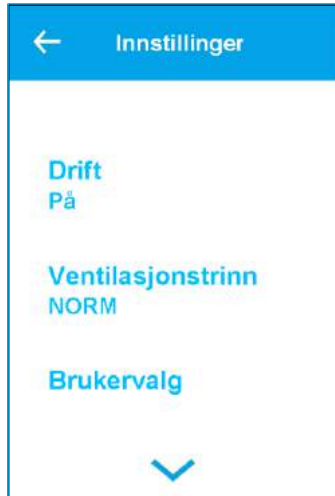 Innstillinger
Drift
På
Ventilasjonstrinn
NORM
Brukervalg